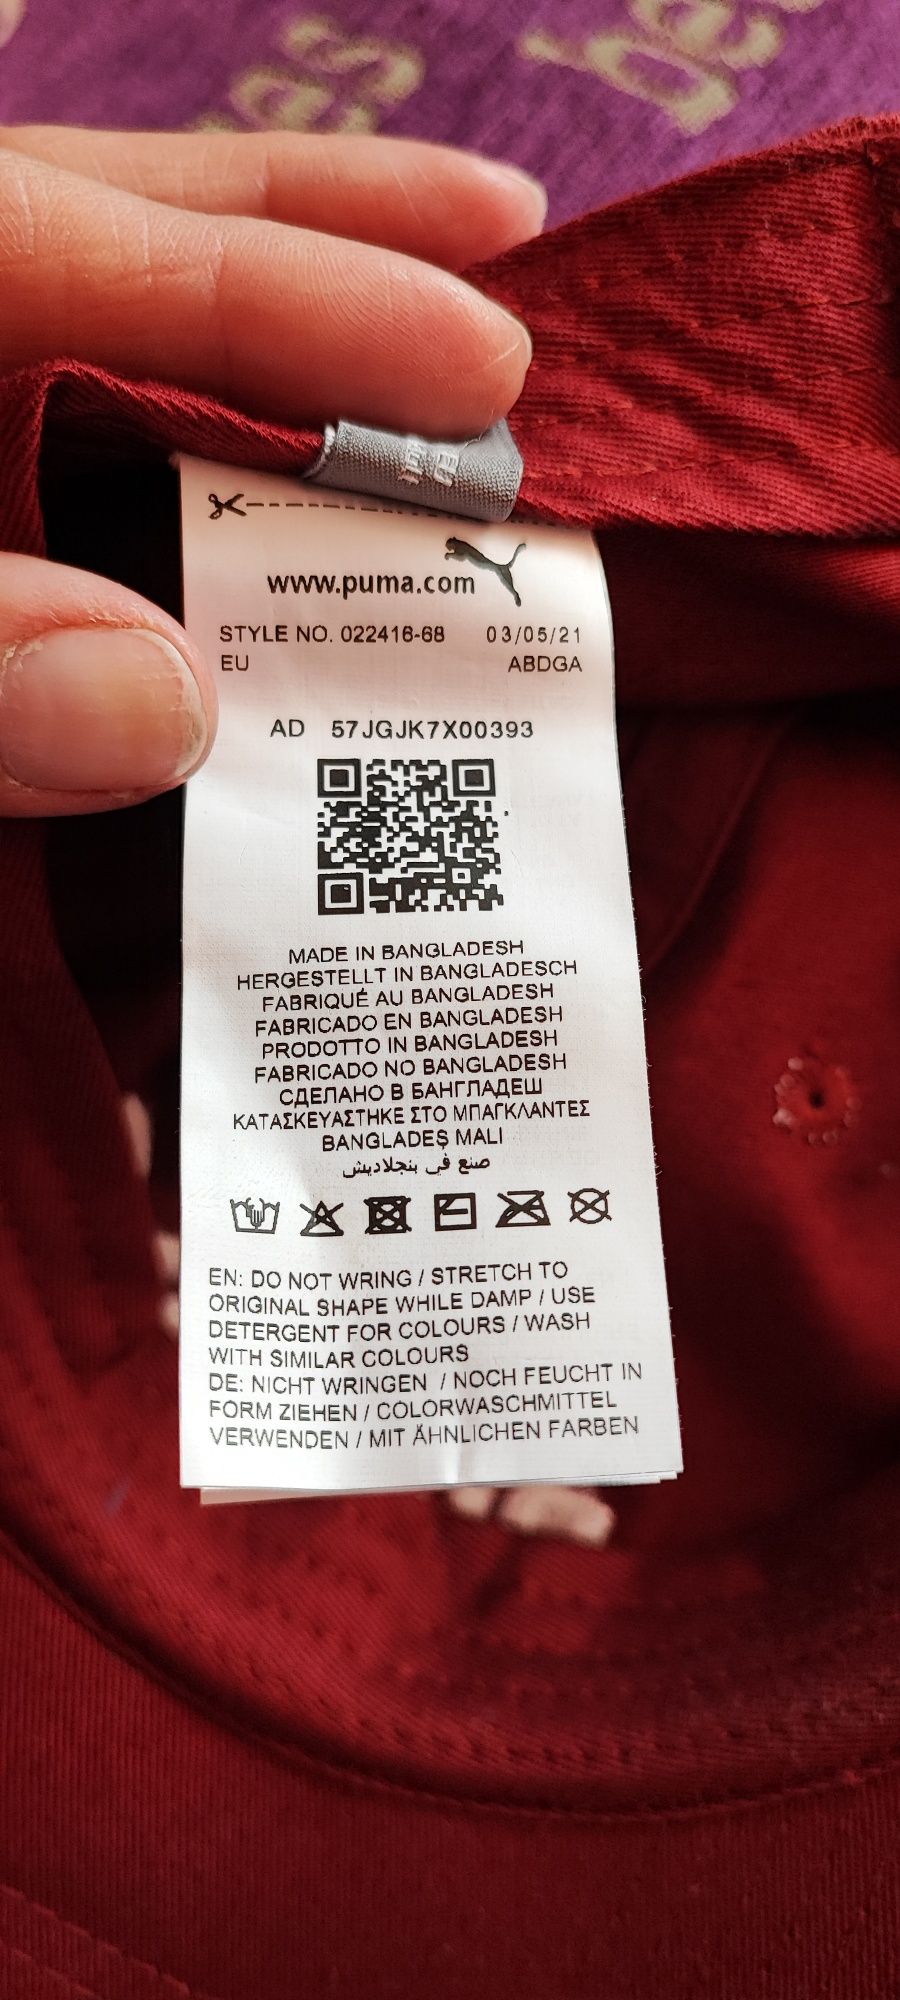 www.puma.com
STYLE NO. 022416-68 03/05/21
EU ABDGA
AD 57JGJK7X00393
MADE IN BANGLADESH
HERGESTELLT IN BANGLADESCH
FABRIQUÉ AU BANGLADESH
FABRICADO EN BANGLADESH
PRODOTTO IN BANGLADESH
FABRICADO NO BANGLADESH
СДЕЛАНО В БАНГЛАДЕШ
ΚΑΤΑΣΚΕΥΑΣΤΗΚΕ ΣΤΟ ΜΠΑΓΚΛΑΝΤΕΣ
BANGLADEŞ MALI
صنع في بنجلاديش
EN: DO NOT WRING / STRETCH TO
ORIGINAL SHAPE WHILE DAMP / USE
DETERGENT FOR COLOURS / WASH
WITH SIMILAR COLOURS
DE: NICHT WRINGEN / NOCH FEUCHT IN
FORM ZIEHEN / COLORWASCHMITTEL
VERWENDEN / MIT ÄHNLICHEN FARBEN